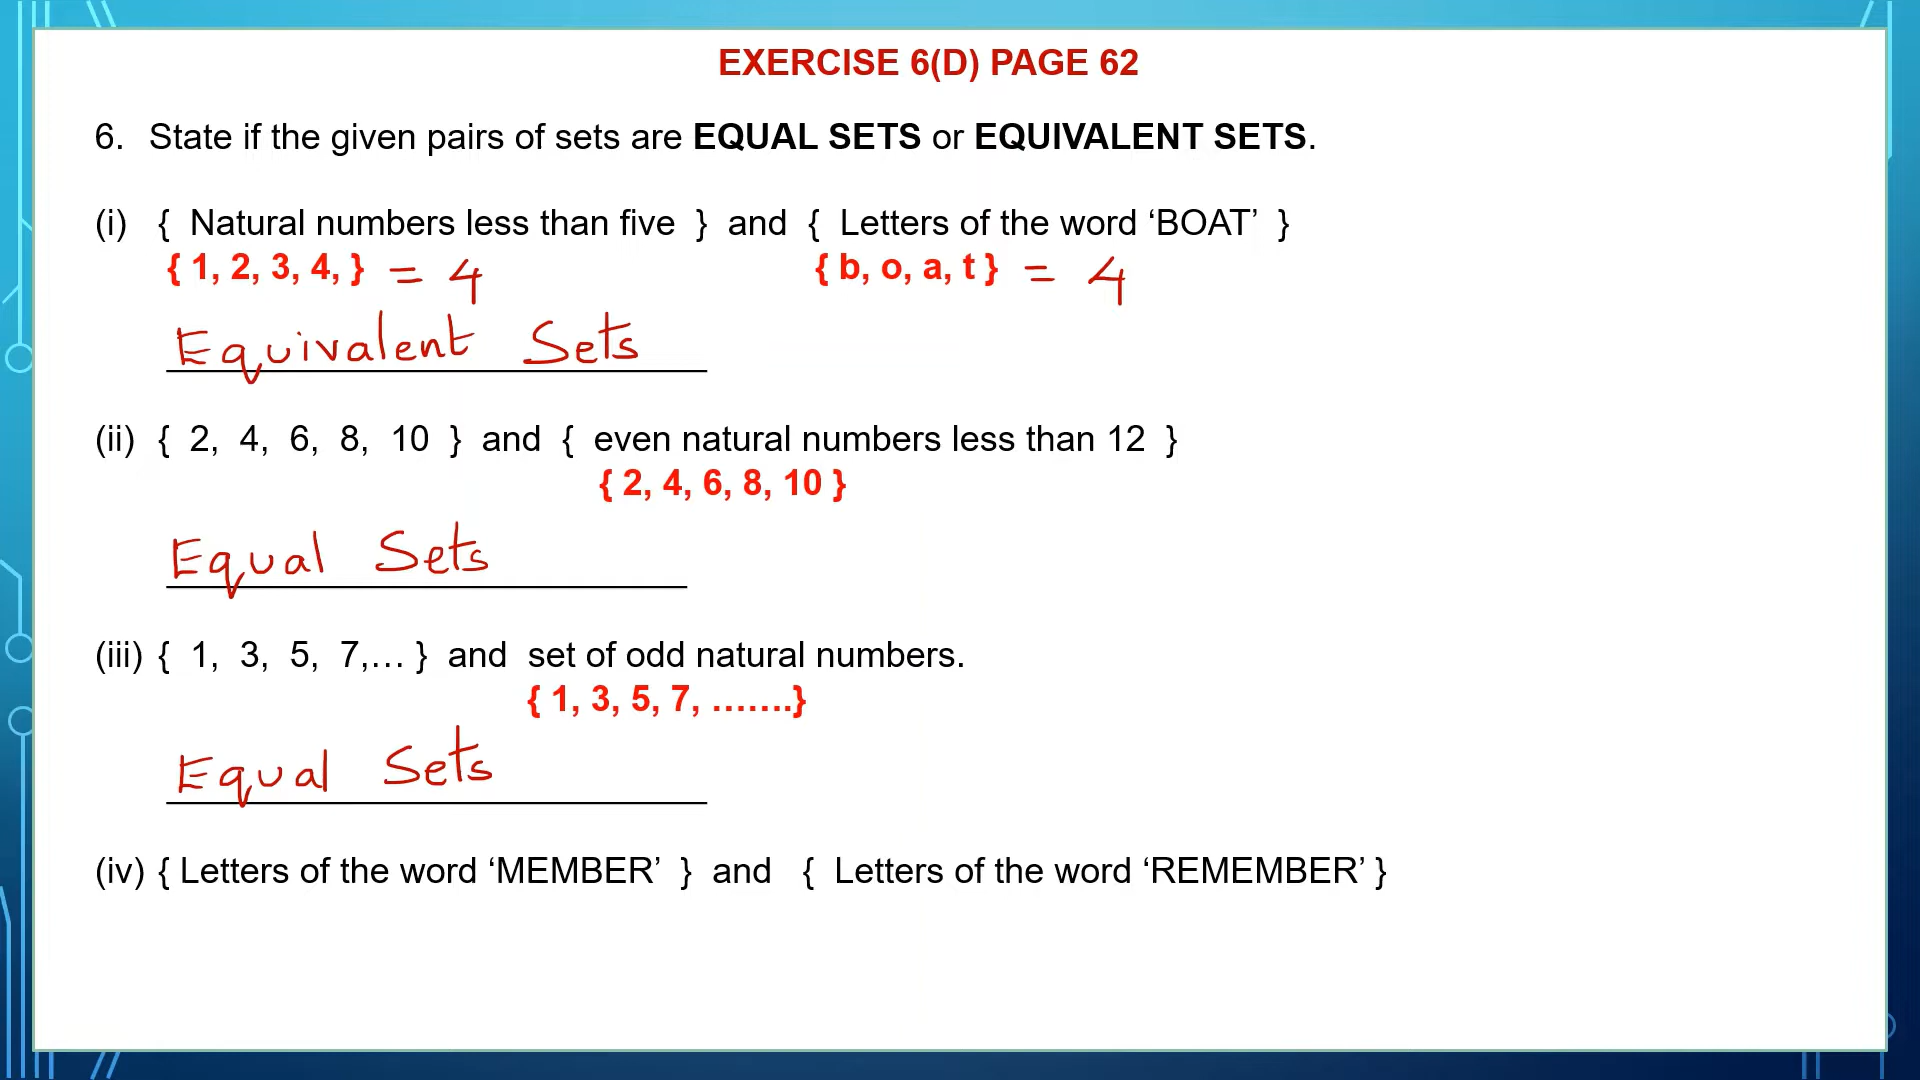 EXERCISE 6(D) PAGE 62
6. State if the given pairs of sets are EQUAL SETS or EQUIVALENT SETS.
(i) { Natural numbers less than five } and { Letters of the word ‘BOAT’ }
{ 1, 2, 3, 4, } = 4 { b, o, a, t } = 4
Equivalent Sets
(ii) { 2, 4, 6, 8, 10 } and { even natural numbers less than 12 }
{ 2, 4, 6, 8, 10 }
Equal Sets
(iii) { 1, 3, 5, 7,… } and set of odd natural numbers.
{ 1, 3, 5, 7, …….}
Equal Sets
(iv) { Letters of the word ‘MEMBER’ } and { Letters of the word ‘REMEMBER’ }